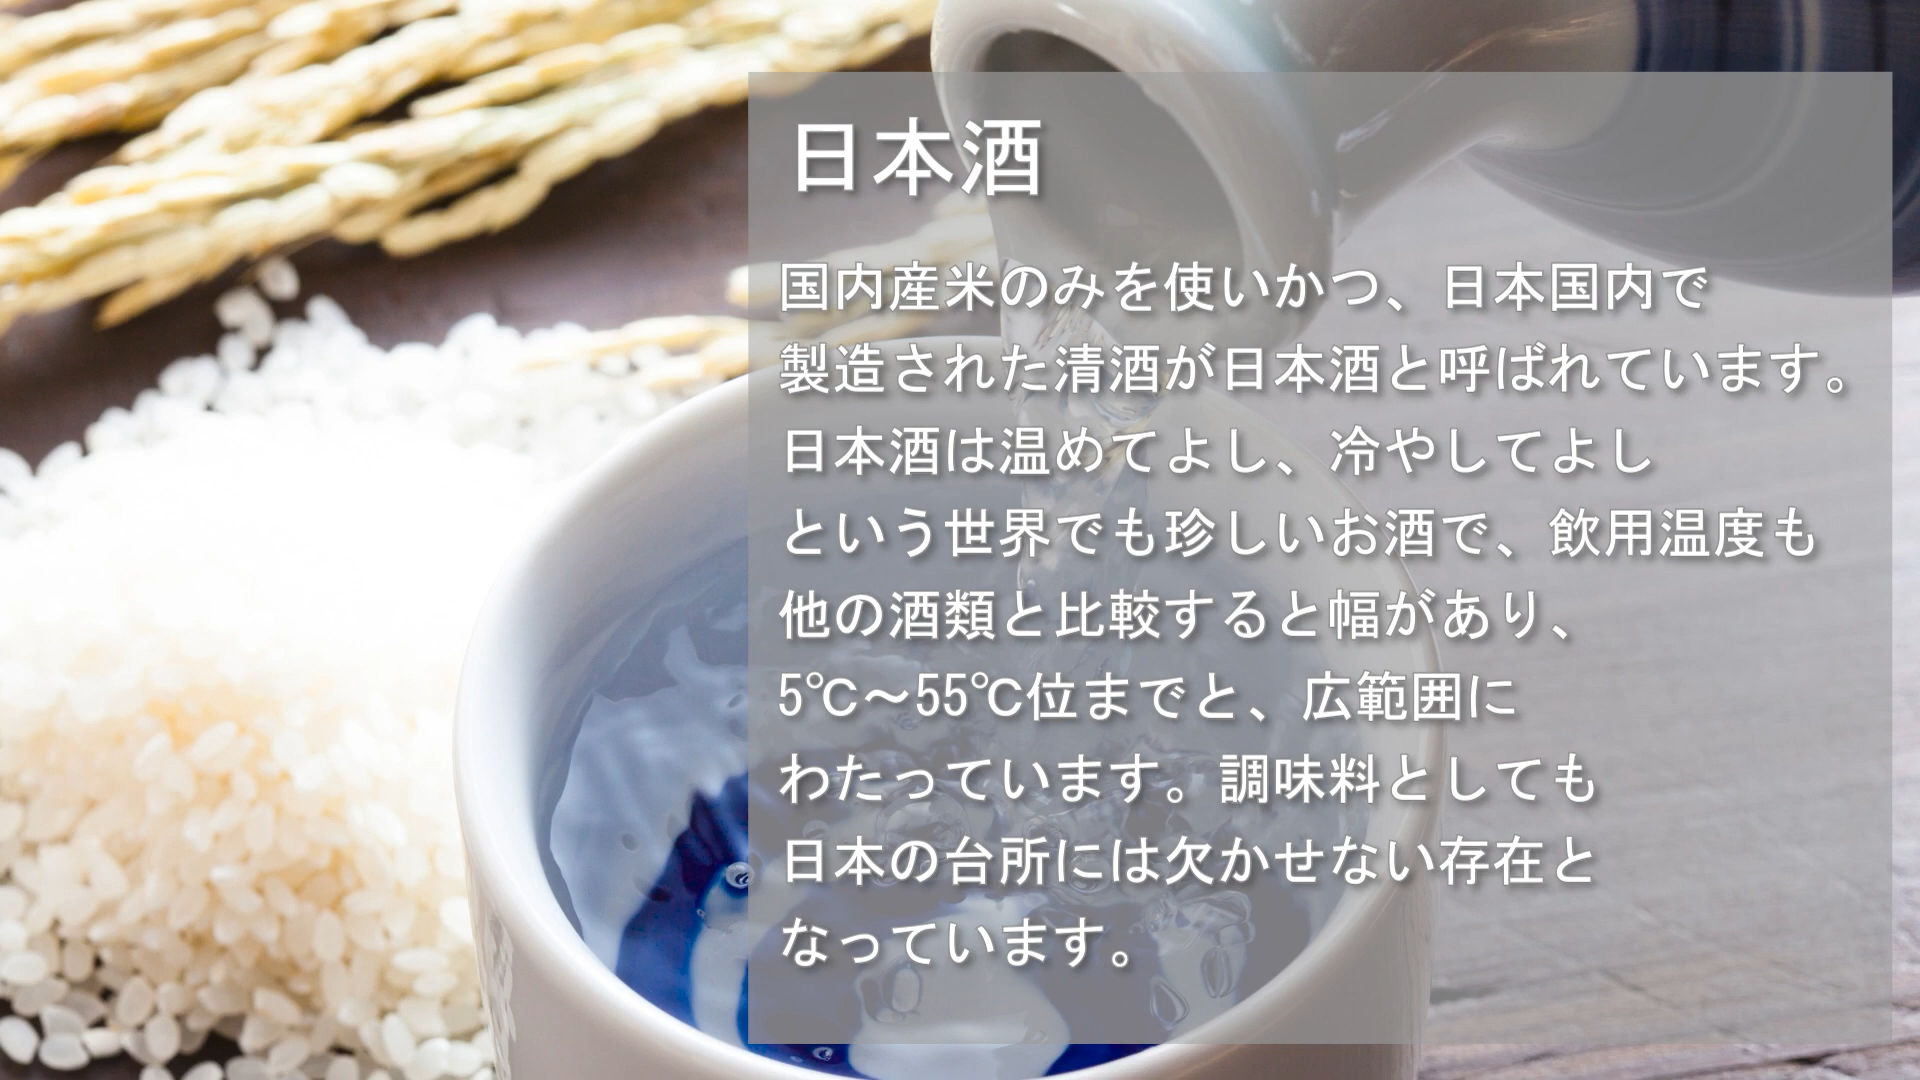 日本酒
国内産米のみを使いかつ、日本国内で
製造された清酒が日本酒と呼ばれています。
日本酒は温めてよし、冷やしてよし
という世界でも珍しいお酒で、飲用温度も
他の酒類と比較すると幅があり、
5℃～55℃位までと、広範囲に
わたっています。調味料としても
日本の台所には欠かせない存在と
なっています。